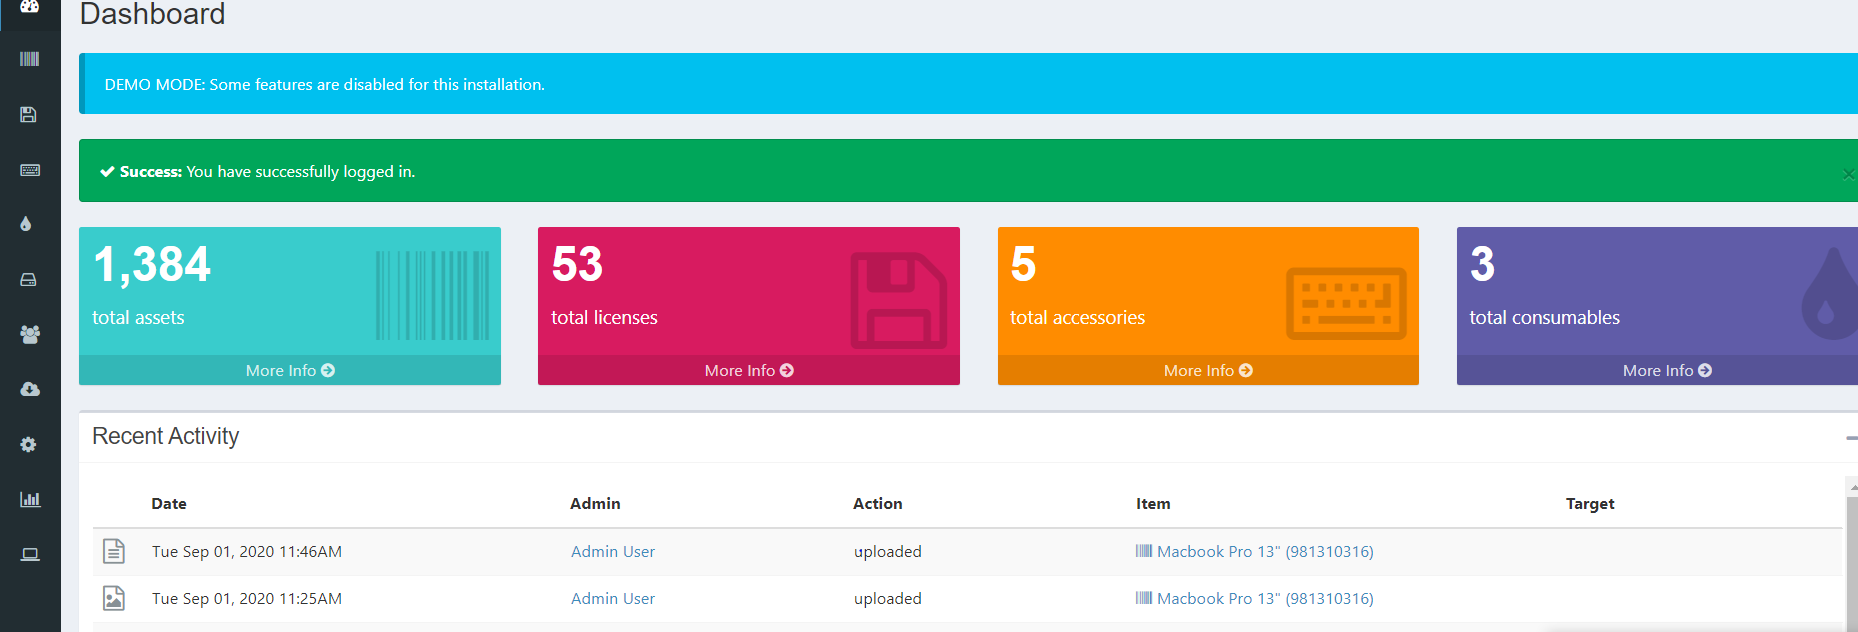 Dashboard
DEMO MODE: Some features are disabled for this installation.
Success: You have successfully logged in.
×
1,384
total assets
More Info
53
total licenses
More Info
5
total accessories
More Info
3
total consumables
More Info
Recent Activity
Date Admin Action Item Target
Tue Sep 01, 2020 11:46AM Admin User uploaded Macbook Pro 13" (981310316)
Tue Sep 01, 2020 11:25AM Admin User uploaded Macbook Pro 13" (981310316)